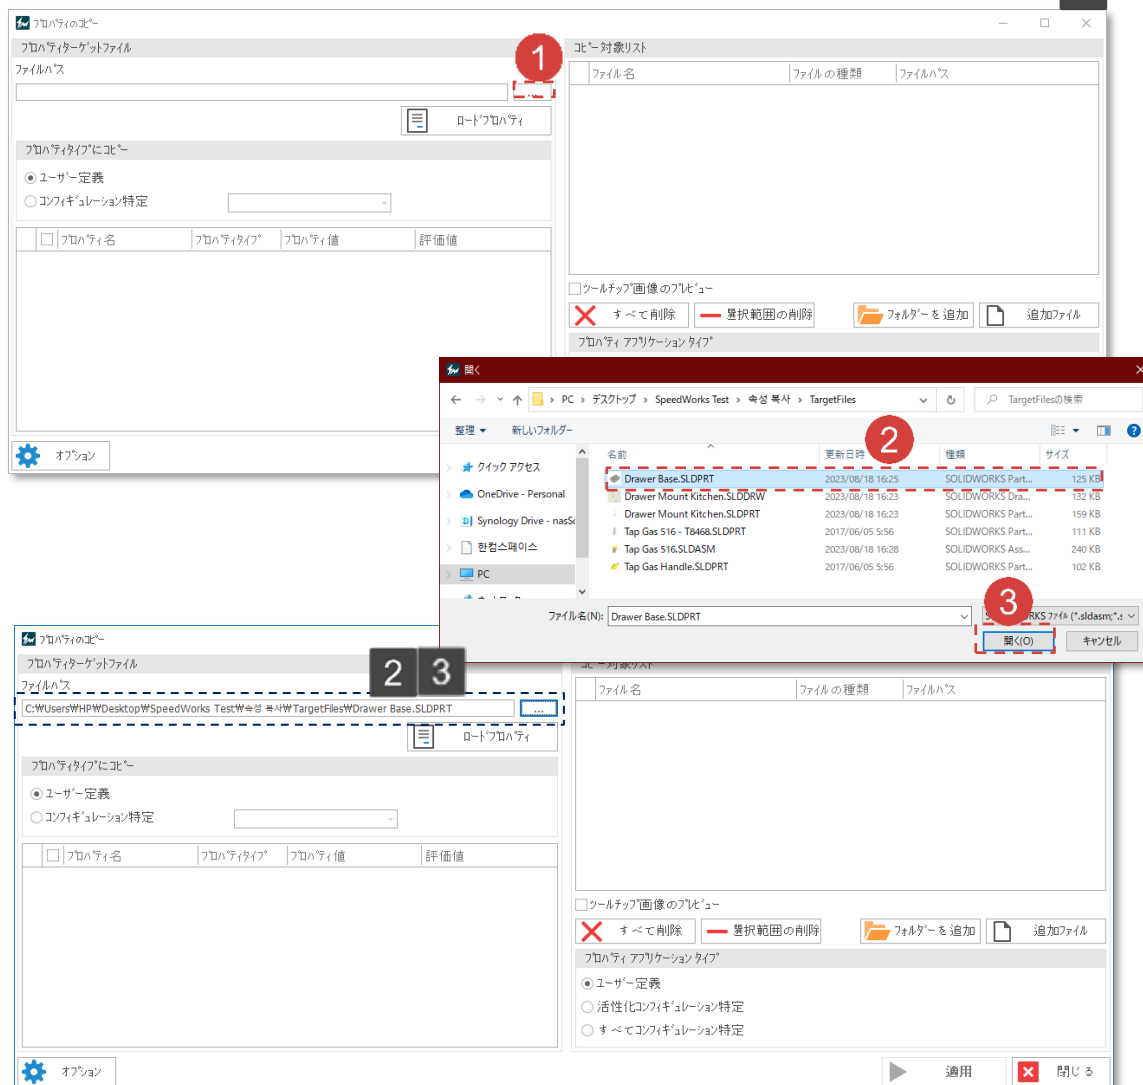 プロパティのコピー
プロパティターゲットファイル
ファイルパス
1
...
ロードプロパティ
プロパティタイプにコピー
ユーザー定義
コンフィギュレーション特定
プロパティ名 プロパティタイプ プロパティ値 評価値
オプション
コピー対象リスト
ファイル名 ファイルの種類 ファイルパス
ツールチップ画像のプレビュー
すべて削除 選択範囲の削除 フォルダーを追加 追加ファイル
プロパティ アプリケーション タイプ
開く
PC › デスクトップ › SpeedWorks Test › 속성 복사 › TargetFiles
TargetFilesの検索
整理 新しいフォルダー
2
名前 更新日時 種類 サイズ
クイック アクセス
OneDrive - Personal
Synology Drive - nasSc
한컴스페이스
PC
Drawer Base.SLDPRT 2023/08/18 16:25 SOLIDWORKS Part... 125 KB
Drawer Mount Kitchen.SLDDRW 2023/08/18 16:23 SOLIDWORKS Dra... 132 KB
Drawer Mount Kitchen.SLDPRT 2023/08/18 16:23 SOLIDWORKS Part... 159 KB
Tap Gas 516 - T8468.SLDPRT 2017/06/05 5:56 SOLIDWORKS Part... 111 KB
Tap Gas 516.SLDASM 2023/08/18 16:28 SOLIDWORKS Ass... 240 KB
Tap Gas Handle.SLDPRT 2017/06/05 5:56 SOLIDWORKS Part... 102 KB
3
ファイル名(N): Drawer Base.SLDPRT
RKS ファイル (*.sldasm;*.s
開く(O) キャンセル
プロパティのコピー
プロパティターゲットファイル
2 3
ファイルパス
C:₩Users₩HP₩Desktop₩SpeedWorks Test₩속성 복사₩TargetFiles₩Drawer Base.SLDPRT ...
ロードプロパティ
プロパティタイプにコピー
ユーザー定義
コンフィギュレーション特定
プロパティ名 プロパティタイプ プロパティ値 評価値
オプション
コピー対象リスト
ファイル名 ファイルの種類 ファイルパス
ツールチップ画像のプレビュー
すべて削除 選択範囲の削除 フォルダーを追加 追加ファイル
プロパティ アプリケーション タイプ
ユーザー定義
活性化コンフィギュレーション特定
すべてコンフィギュレーション特定
適用 閉じる